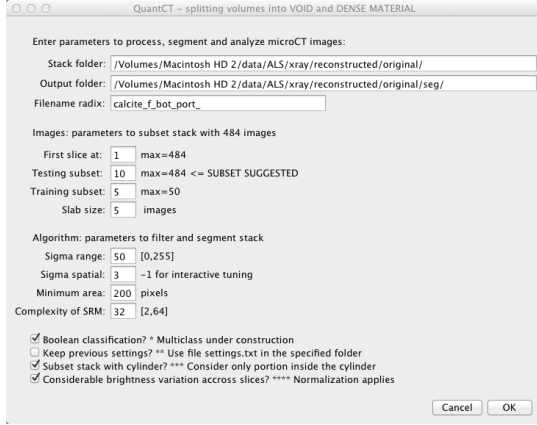 QuantCT - splitting volumes into VOID and DENSE MATERIAL
Enter parameters to process, segment and analyze microCT images:
Stack folder: /Volumes/Macintosh HD 2/data/ALS/xray/reconstructed/original/
Output folder: /Volumes/Macintosh HD 2/data/ALS/xray/reconstructed/original/seg/
Filename radix: calcite_f_bot_port_
Images: parameters to subset stack with 484 images
First slice at: 1 max=484
Testing subset: 10 max=484 <= SUBSET SUGGESTED
Training subset: 5 max=50
Slab size: 5 images
Algorithm: parameters to filter and segment stack
Sigma range: 50 [0,255]
Sigma spatial: 3 -1 for interactive tuning
Minimum area: 200 pixels
Complexity of SRM: 32 [2,64]
Boolean classification? * Multiclass under construction
Keep previous settings? ** Use file settings.txt in the specified folder
Subset stack with cylinder? *** Consider only portion inside the cylinder
Considerable brightness variation accross slices? **** Normalization applies
Cancel OK